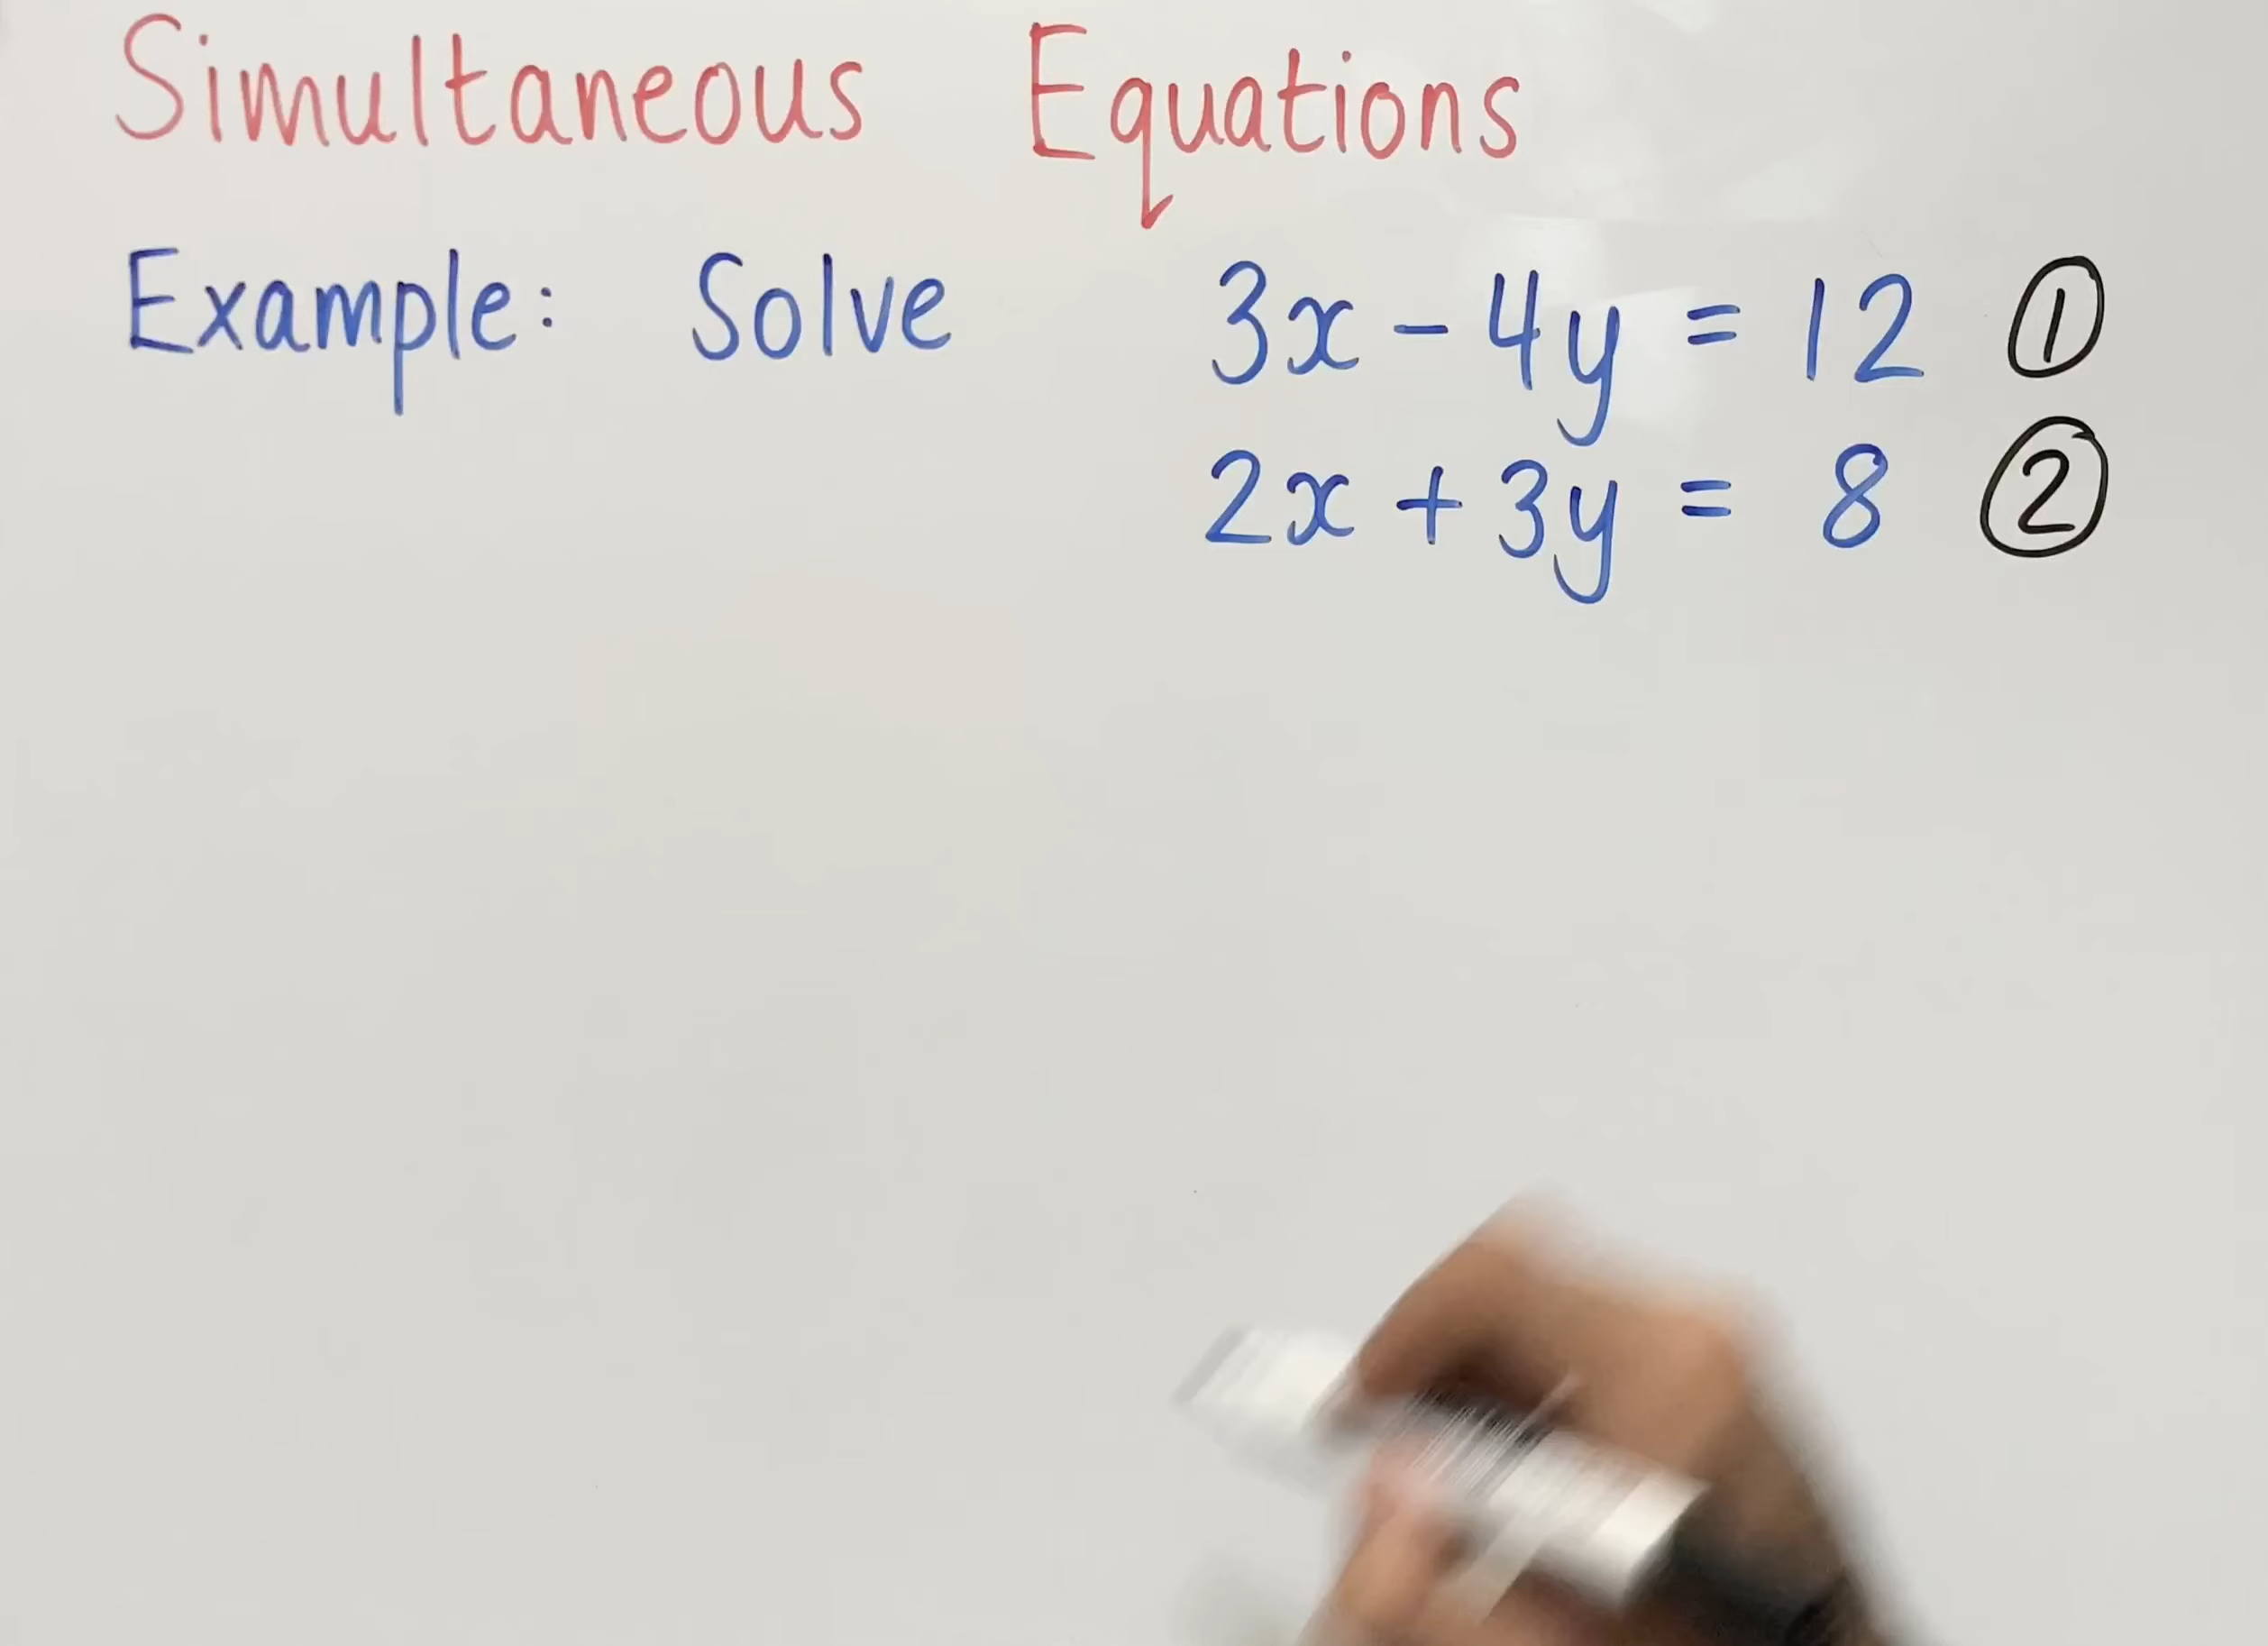 Simultaneous Equations
Example: Solve 3x - 4y = 12 ①
2x + 3y = 8 ②